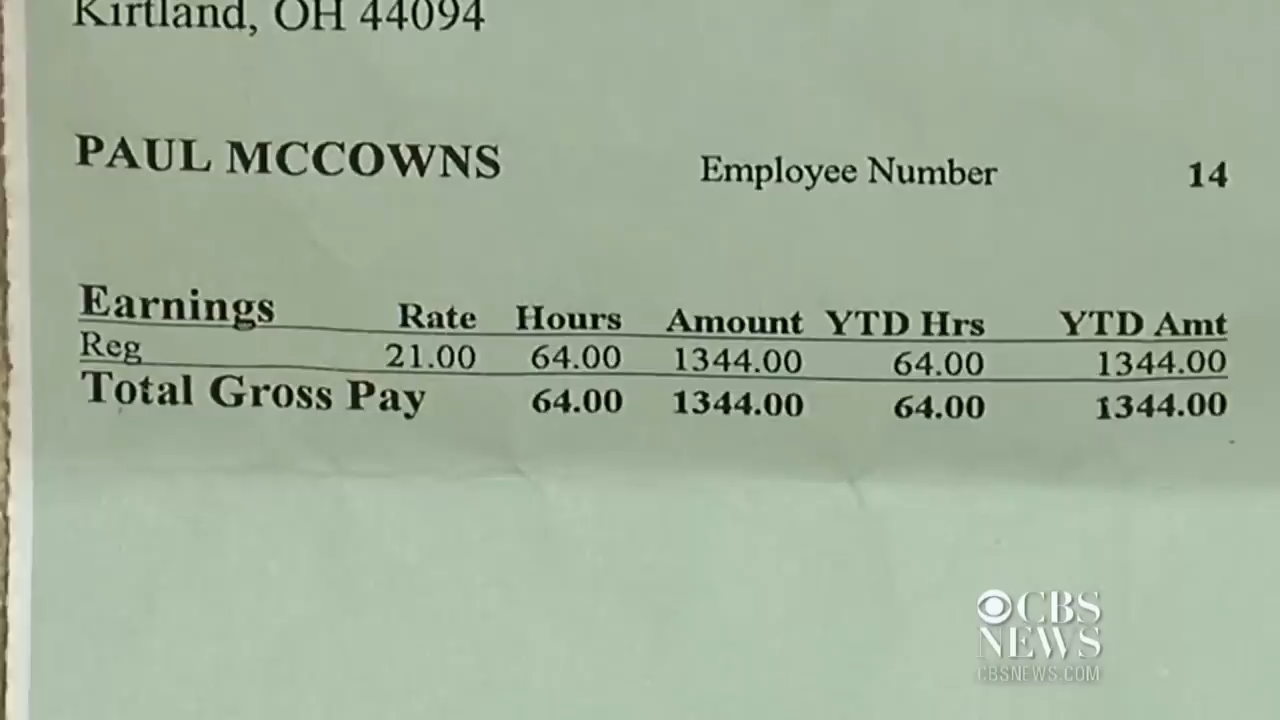 Kirtland, OH 44094
PAUL MCCOWNS Employee Number 14
Earnings Rate Hours Amount YTD Hrs YTD Amt
Reg 21.00 64.00 1344.00 64.00 1344.00
Total Gross Pay 64.00 1344.00 64.00 1344.00
CBS
NEWS
CBSNEWS.COM